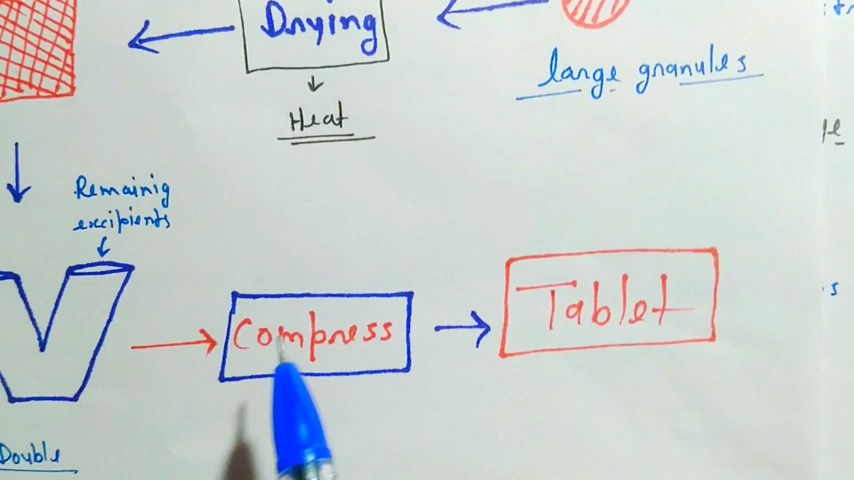 Drying
large granules
Heat
Remainig
excipients
Compress
Tablet
Double